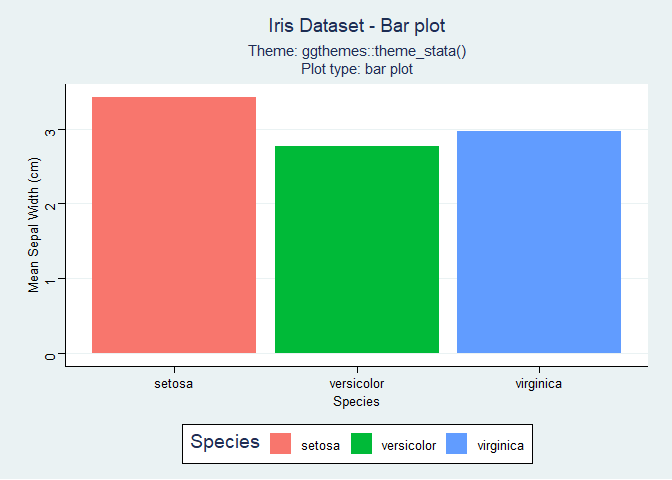 Iris Dataset - Bar plot
Theme: ggthemes::theme_stata()
Plot type: bar plot
Mean Sepal Width (cm)
3
2
1
0
setosa
versicolor
virginica
Species
Species
setosa
versicolor
virginica